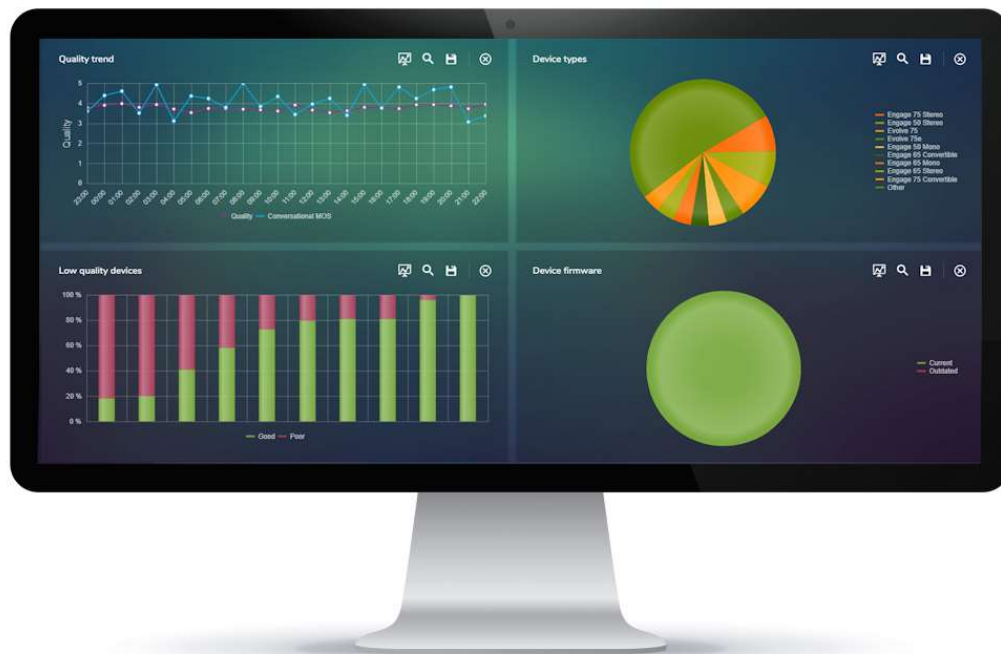 Quality trend
5
4
3
2
1
0
Quality
23:00 00:00 01:00 02:00 03:00 04:00 05:00 06:00 07:00 08:00 09:00 10:00 11:00 12:00 13:00 14:00 15:00 16:00 17:00 18:00 19:00 20:00 21:00 22:00
Quality Conversational MOS
Device types
Engage 75 Stereo
Engage 50 Stereo
Evolve 75
Evolve 75e
Engage 50 Mono
Engage 65 Convertible
Engage 65 Mono
Engage 65 Stereo
Engage 75 Convertible
Other
Low quality devices
100 %
80 %
60 %
40 %
20 %
0 %
Good Poor
Device firmware
Current
Outdated